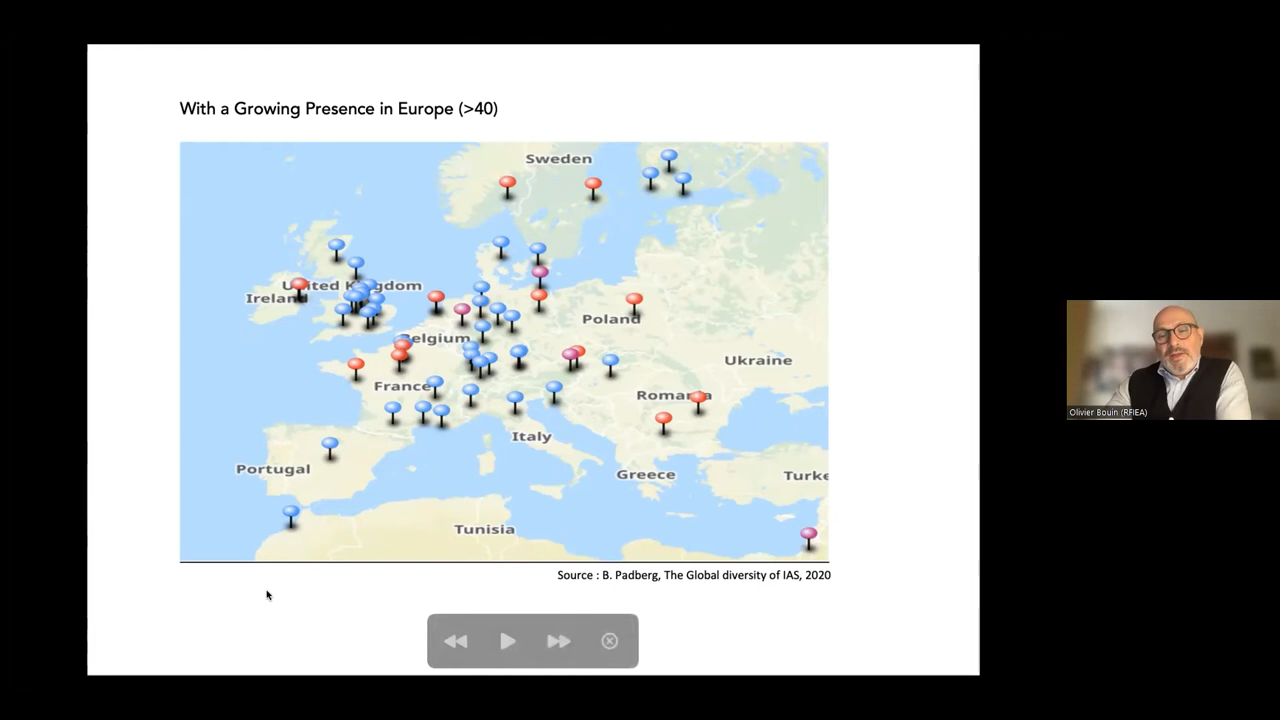 With a Growing Presence in Europe (>40)
Sweden
United Kingdom
Ireland
Poland
Belgium
Ukraine
France
Romania
Italy
Portugal
Greece
Turke
Tunisia
Source : B. Padberg, The Global diversity of IAS, 2020
Olivier Bouin (RFIEA)